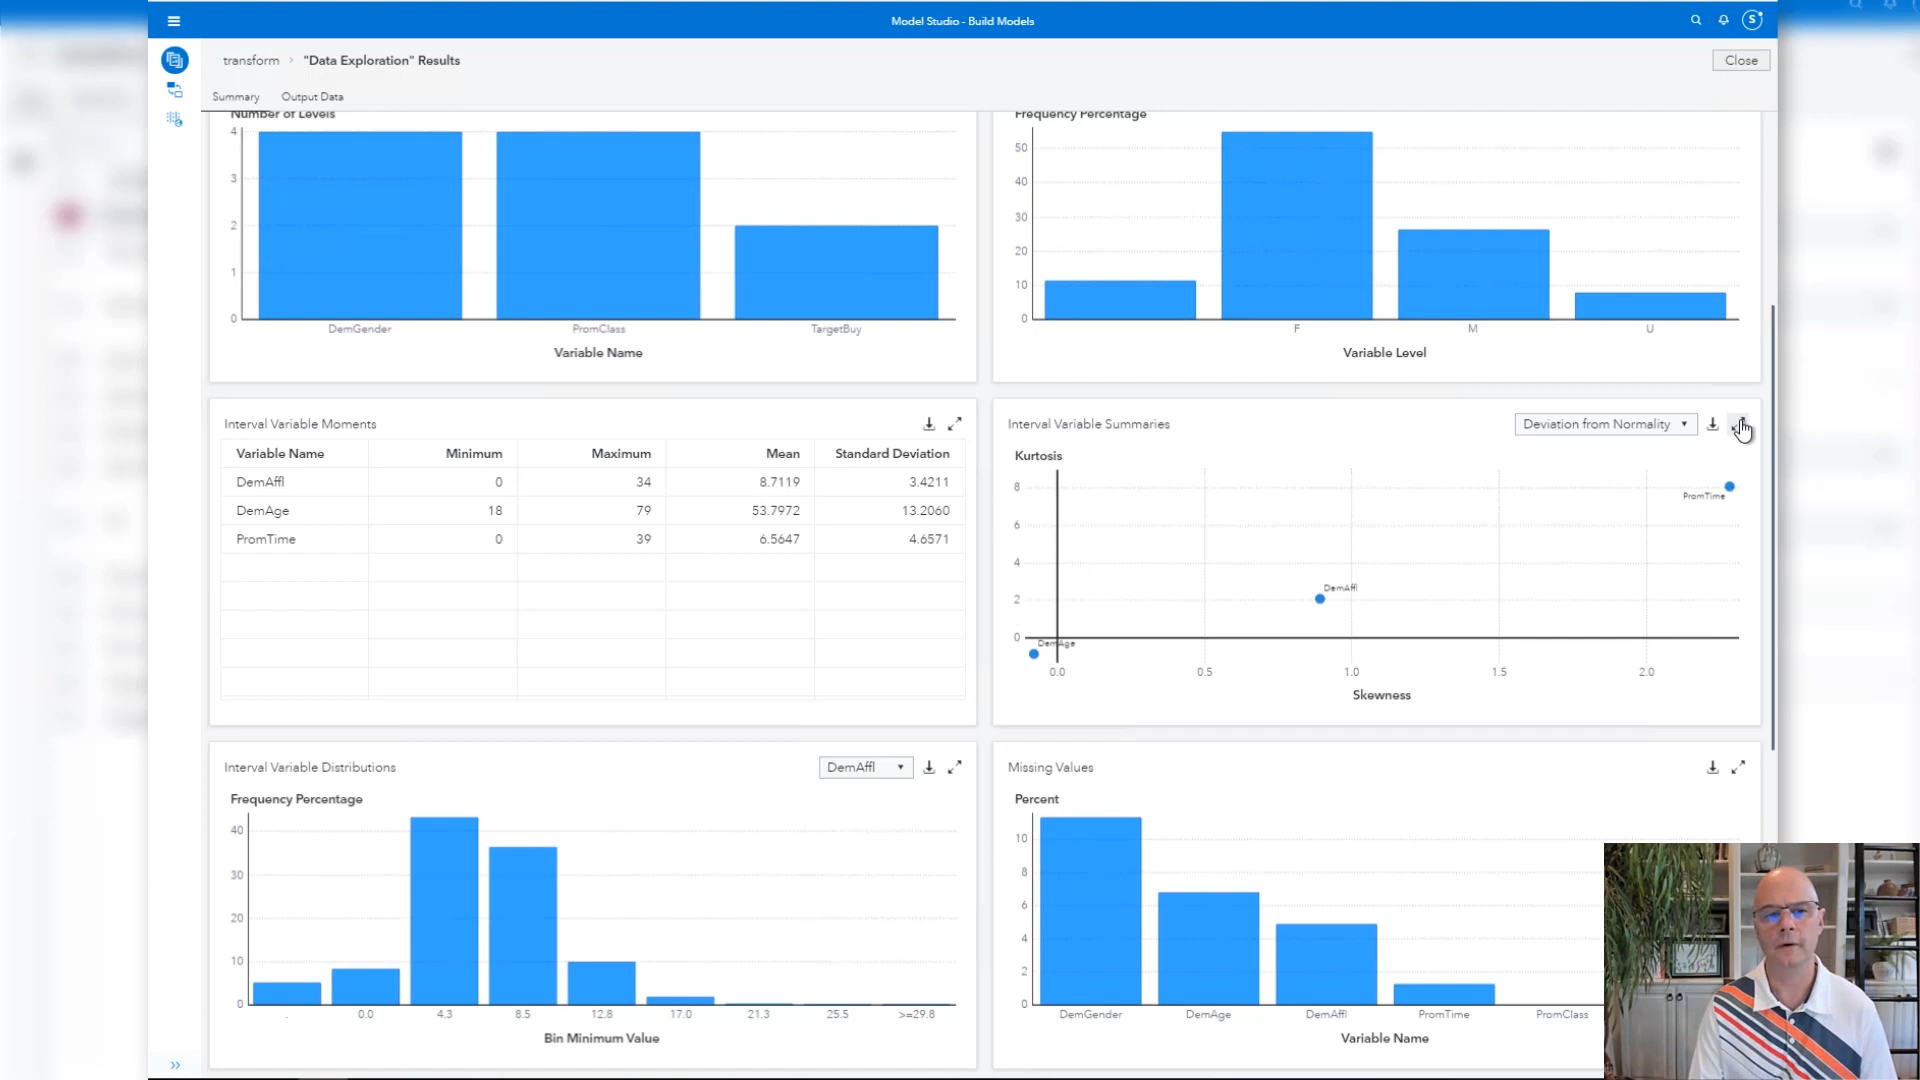 Model Studio - Build Models
S
transform > "Data Exploration" Results
Close
Summary Output Data
Number of Levels
4
3
2
1
0
DemGender PromClass TargetBuy
Variable Name
Frequency Percentage
50
40
30
20
10
0
F M U
Variable Level
Interval Variable Moments
Variable Name Minimum Maximum Mean Standard Deviation
DemAffl 0 34 8.7119 3.4211
DemAge 18 79 53.7972 13.2060
PromTime 0 39 6.5647 4.6571
Interval Variable Summaries
Deviation from Normality
Kurtosis
8
6
4
2
0
PromTime
DemAffl
DemAge
0.0 0.5 1.0 1.5 2.0
Skewness
Interval Variable Distributions
DemAffl
Frequency Percentage
40
30
20
10
0
. 0.0 4.3 8.5 12.8 17.0 21.3 25.5 >=29.8
Bin Minimum Value
Missing Values
Percent
10
8
6
4
2
0
DemGender DemAge DemAffl PromTime PromClass
Variable Name